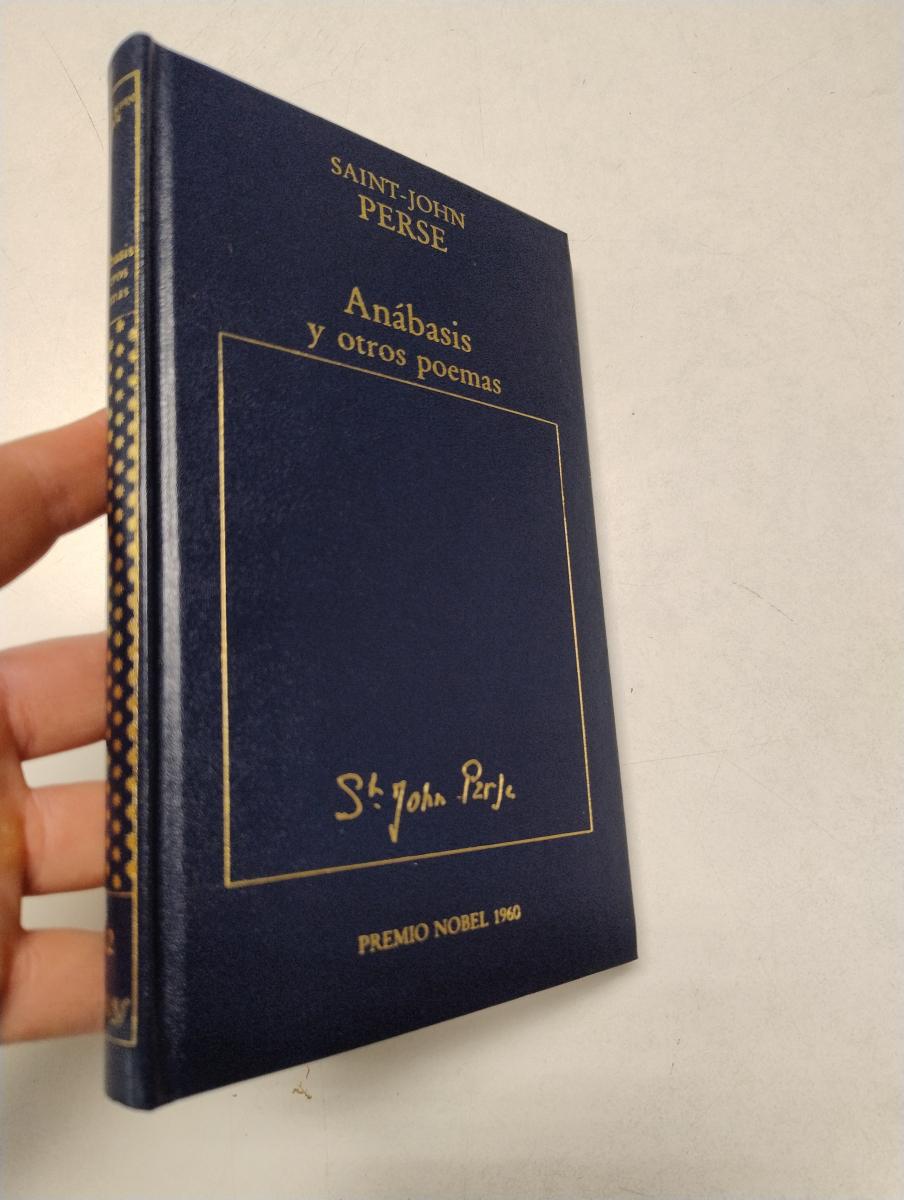 SAINT-JOHN
PERSE
Anábasis
y otros poemas
St. John Perse
PREMIO NOBEL 1960